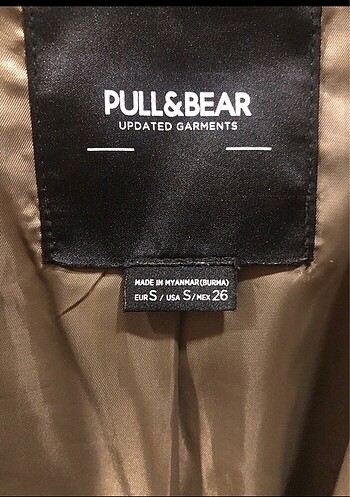 PULL&BEAR
UPDATED GARMENTS
MADE IN MYANMAR(BURMA)
EUR S / USA S/MEX 26